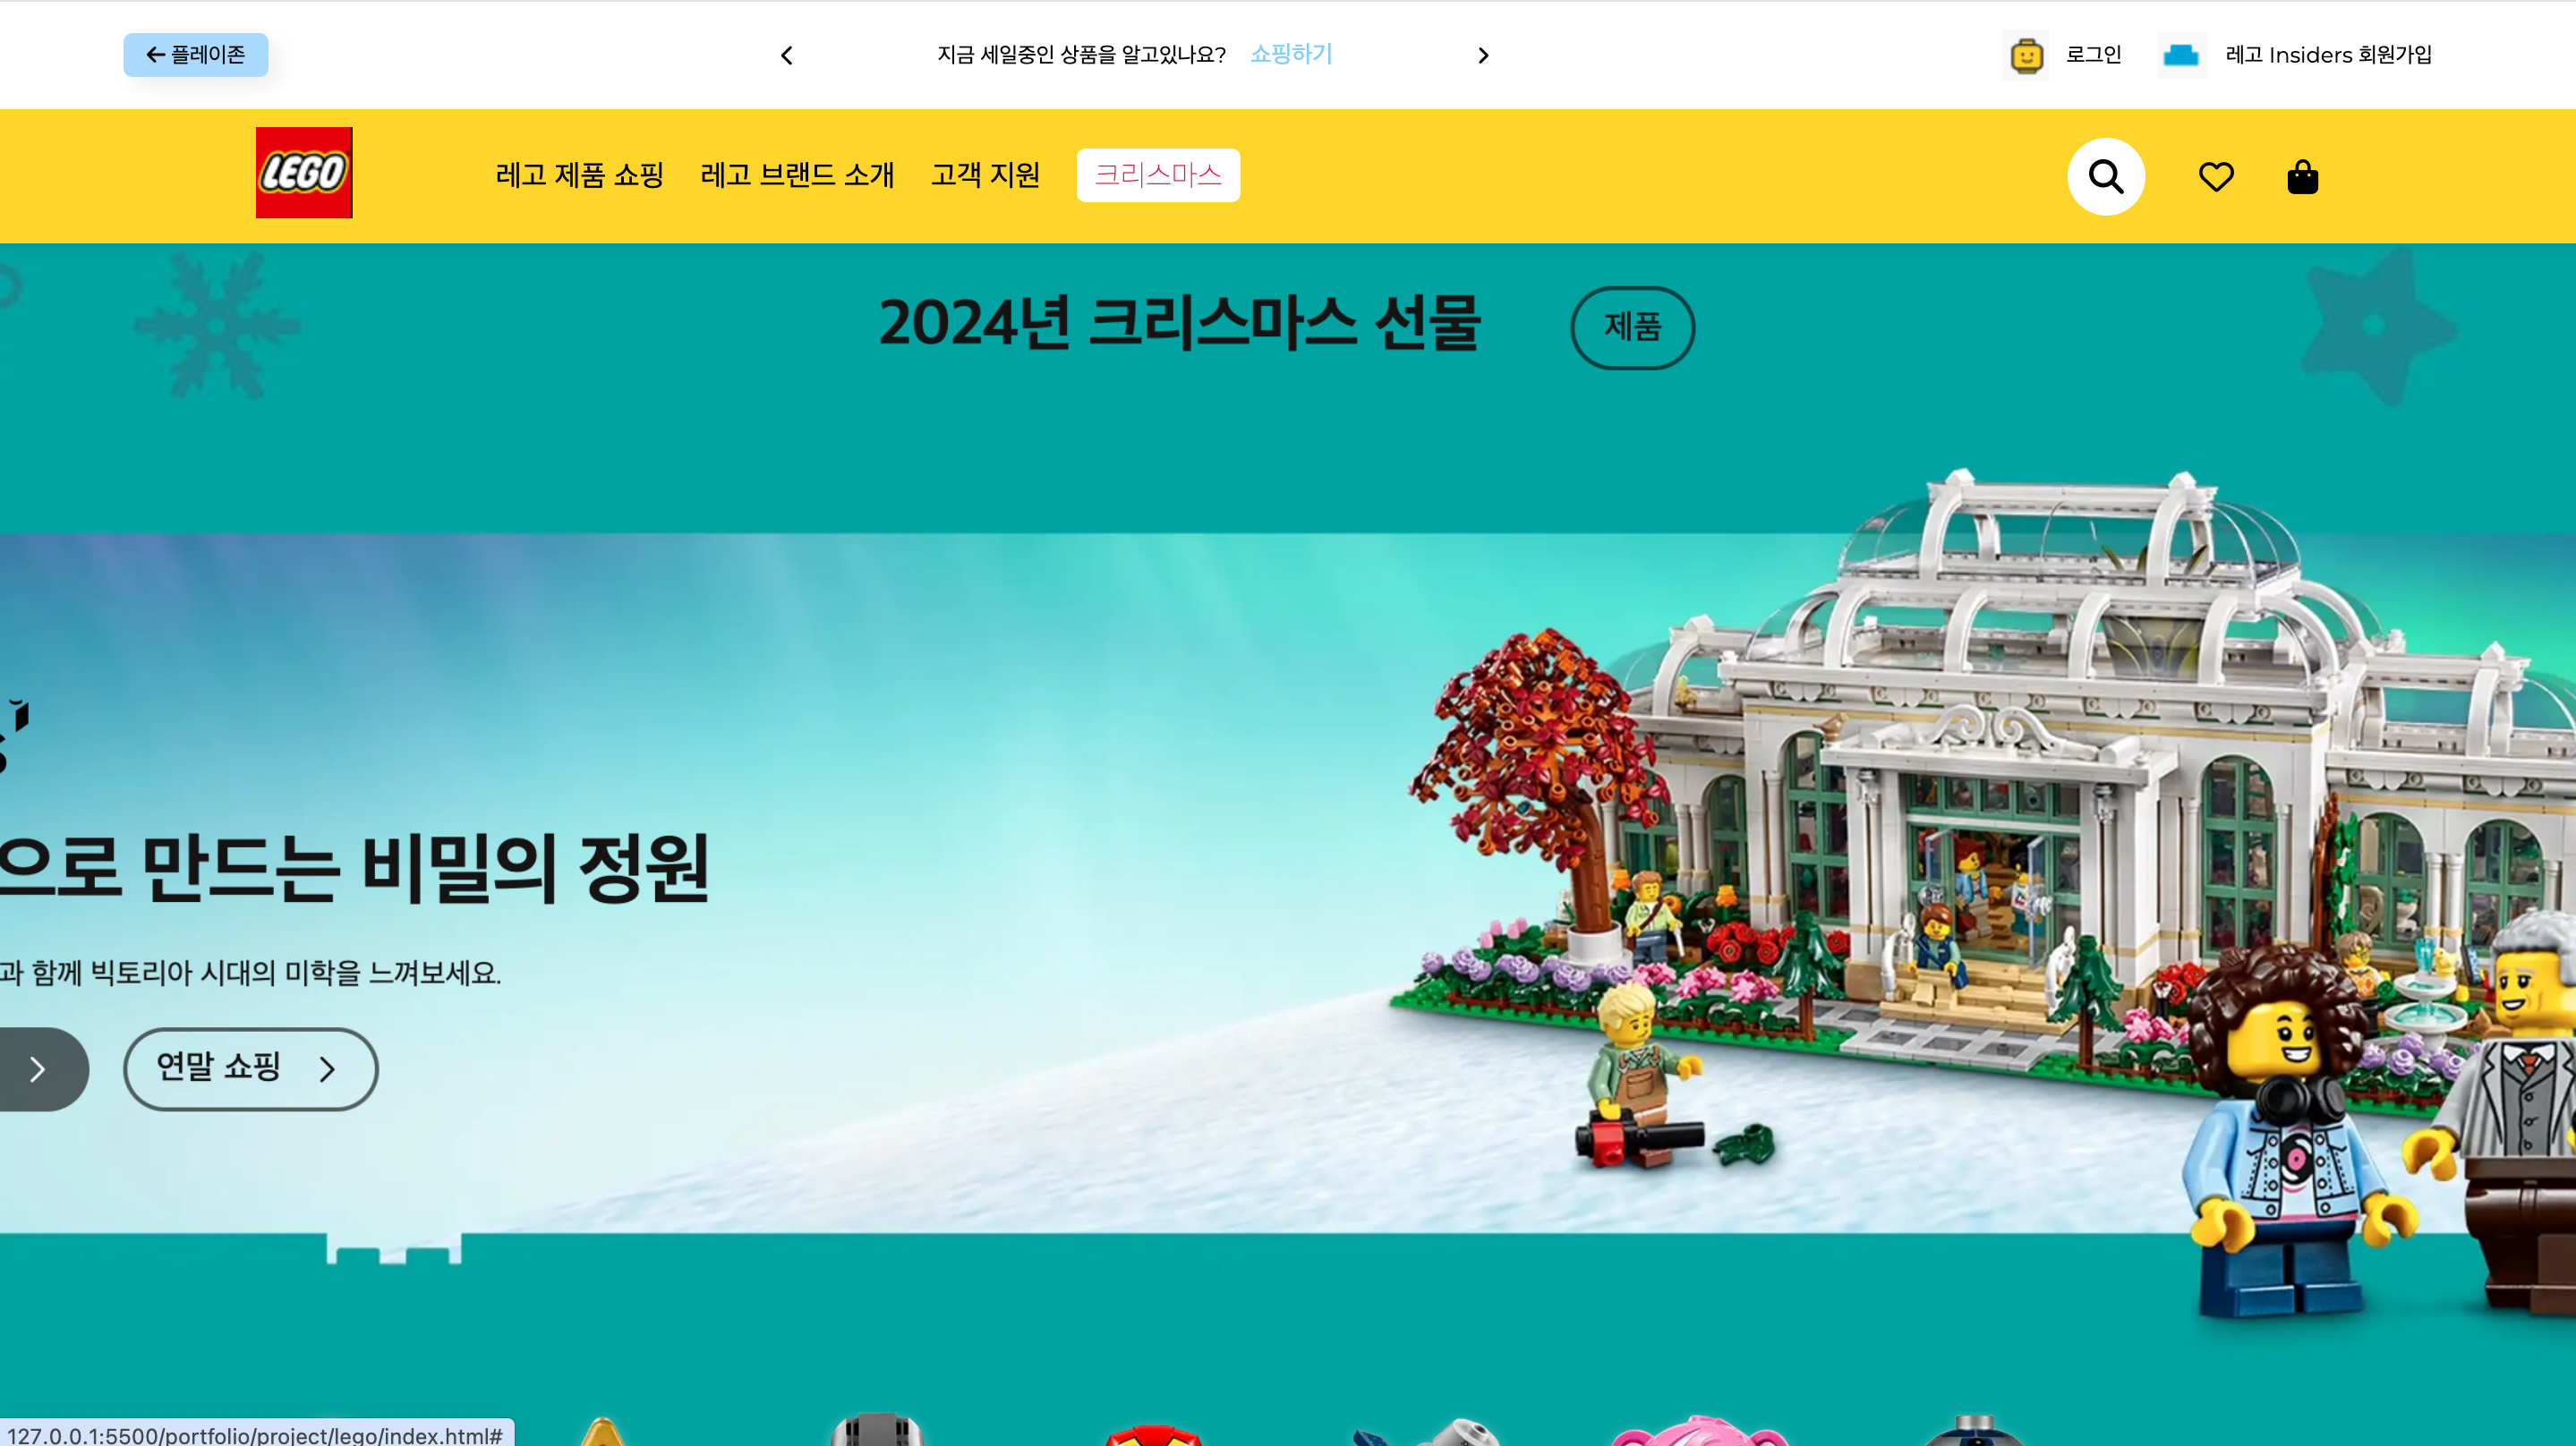 플레이존
지금 세일중인 상품을 알고있나요? 쇼핑하기
로그인
레고 Insiders 회원가입
LEGO
레고 제품 쇼핑
레고 브랜드 소개
고객 지원
크리스마스
2024년 크리스마스 선물
제품
으로 만드는 비밀의 정원
과 함께 빅토리아 시대의 미학을 느껴보세요.
연말 쇼핑
127.0.0.1:5500/portfolio/project/lego/index.html#